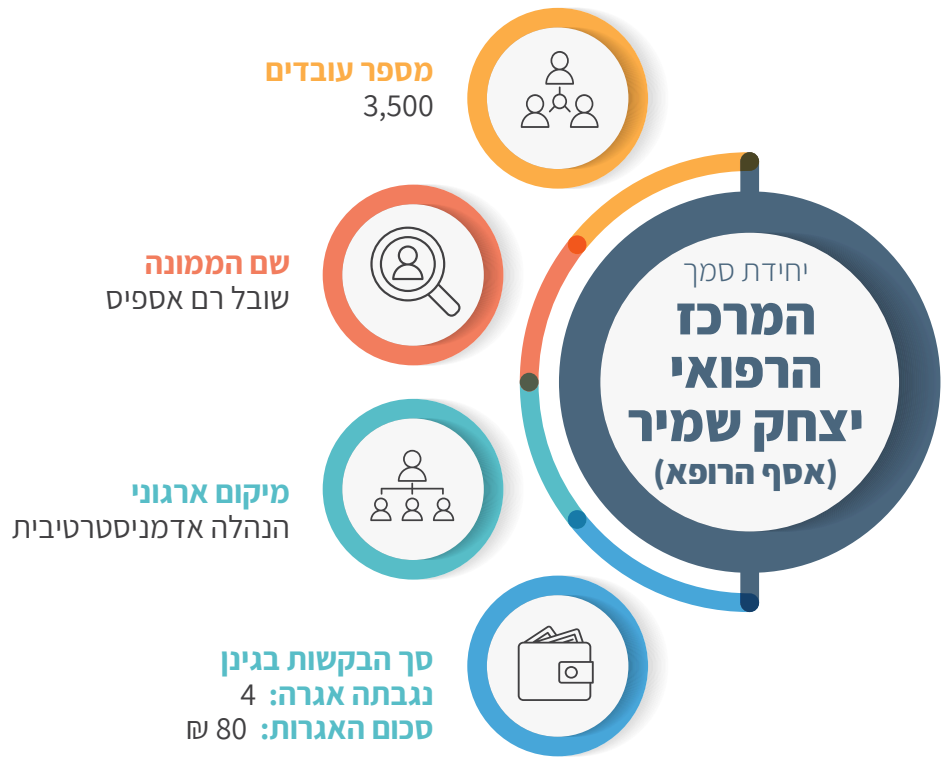 יחידת סמך
המרכז
הרפואי
יצחק שמיר
(אסף הרופא)
מספר עובדים
3,500
שם הממונה
שובל רם אספיס
מיקום ארגוני
הנהלה אדמניסטרטיבית
סך הבקשות בגינן
נגבתה אגרה: 4
סכום האגרות: 80 ₪